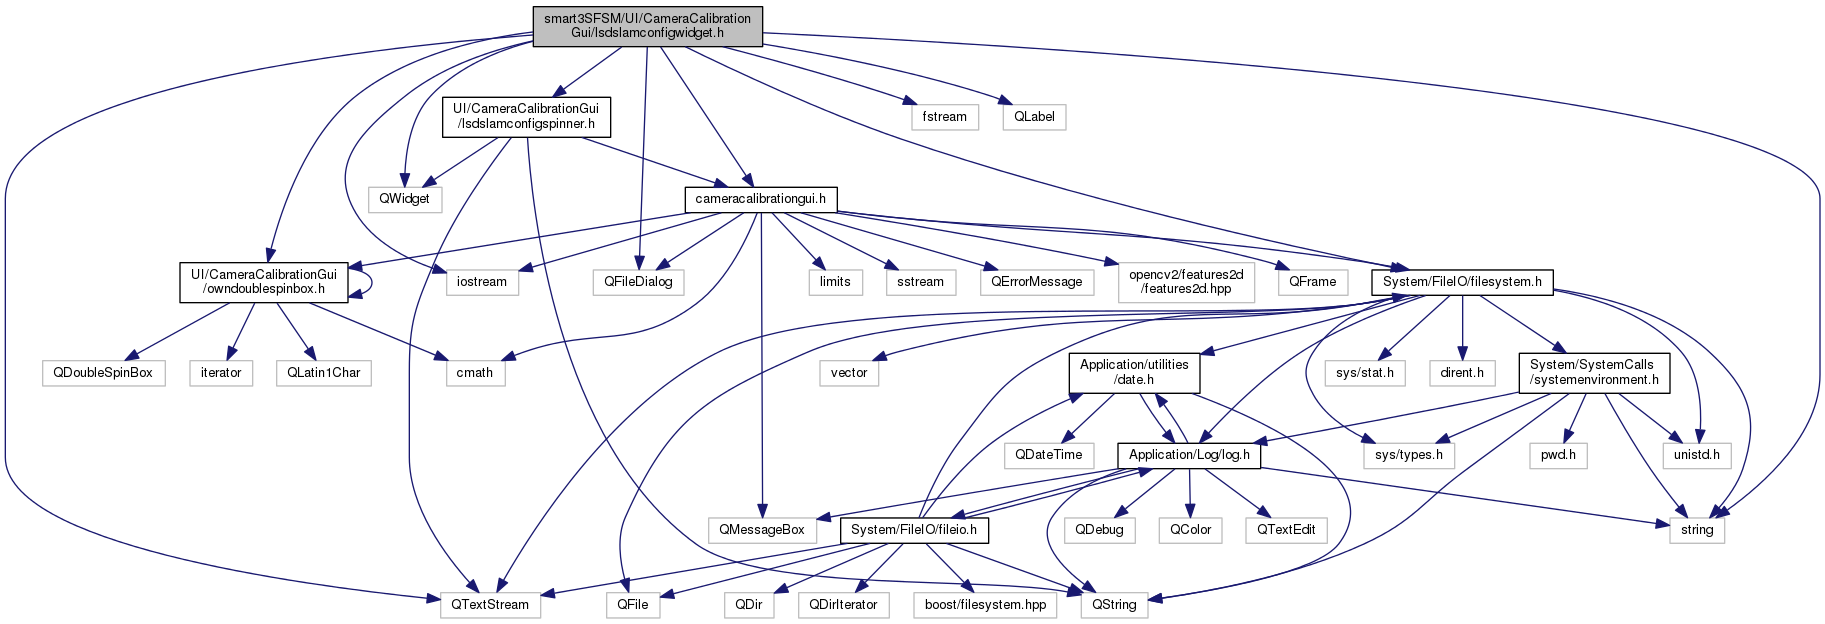 smart3SFSM/UI/CameraCalibration
Gui/lsdslamconfigwidget.h
UI/CameraCalibrationGui
/lsdslamconfigspinner.h
fstream
QLabel
QWidget
cameracalibrationgui.h
UI/CameraCalibrationGui
/owndoublespinbox.h
iostream
QFileDialog
limits
sstream
QErrorMessage
opencv2/features2d
/features2d.hpp
QFrame
System/FileIO/filesystem.h
QDoubleSpinBox
iterator
QLatin1Char
cmath
vector
Application/utilities
/date.h
sys/stat.h
dirent.h
System/SystemCalls
/systemenvironment.h
QDateTime
Application/Log/log.h
sys/types.h
pwd.h
unistd.h
QMessageBox
System/FileIO/fileio.h
QDebug
QColor
QTextEdit
string
QTextStream
QFile
QDir
QDirIterator
boost/filesystem.hpp
QString